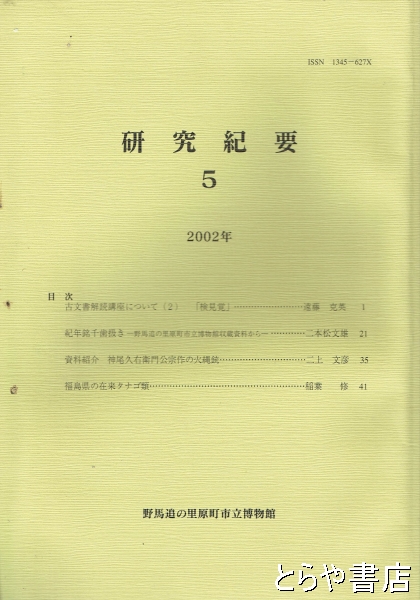 ISSN 1345-627X
研究紀要
5
2002年
目次
古文書解読講座について(2) 「検見覚」…………………遠藤 克英 1
紀年銘千歯扱き―野馬追の里原町市立博物館収蔵資料から―…………二本松文雄 21
資料紹介 神尾久右衛門公宗作の火縄銃…………………………二上 文彦 35
福島県の在来タナゴ類………………………………………………稲葉 修 41
野馬追の里原町市立博物館
とらや書店